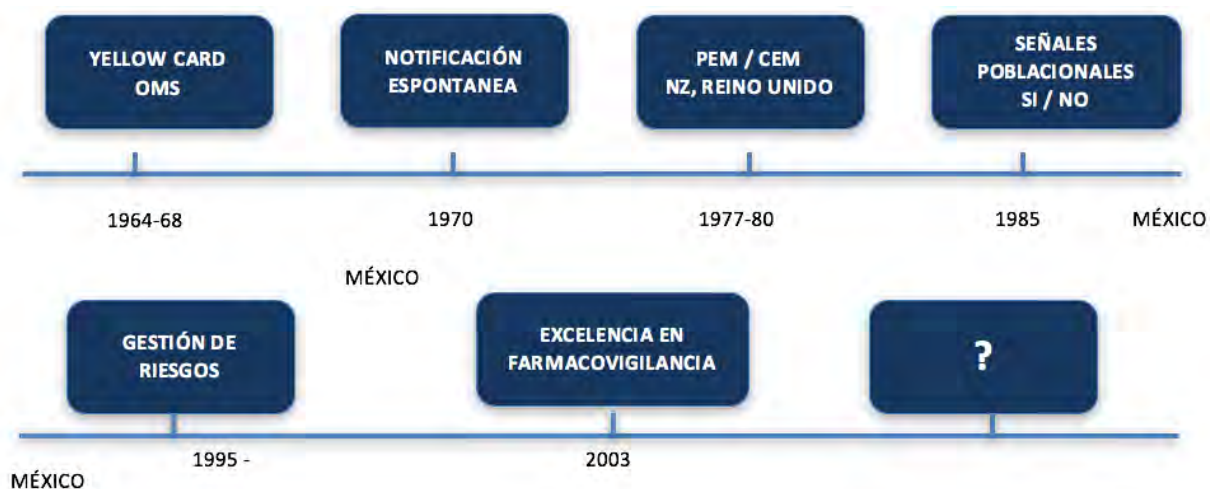 YELLOW CARD
OMS
NOTIFICACIÓN
ESPONTANEA
PEM / CEM
NZ, REINO UNIDO
SEÑALES
POBLACIONALES
SI / NO
1964-68
1970
1977-80
1985
MÉXICO
MÉXICO
GESTIÓN DE
RIESGOS
EXCELENCIA EN
FARMACOVIGILANCIA
?
1995 -
2003
MÉXICO